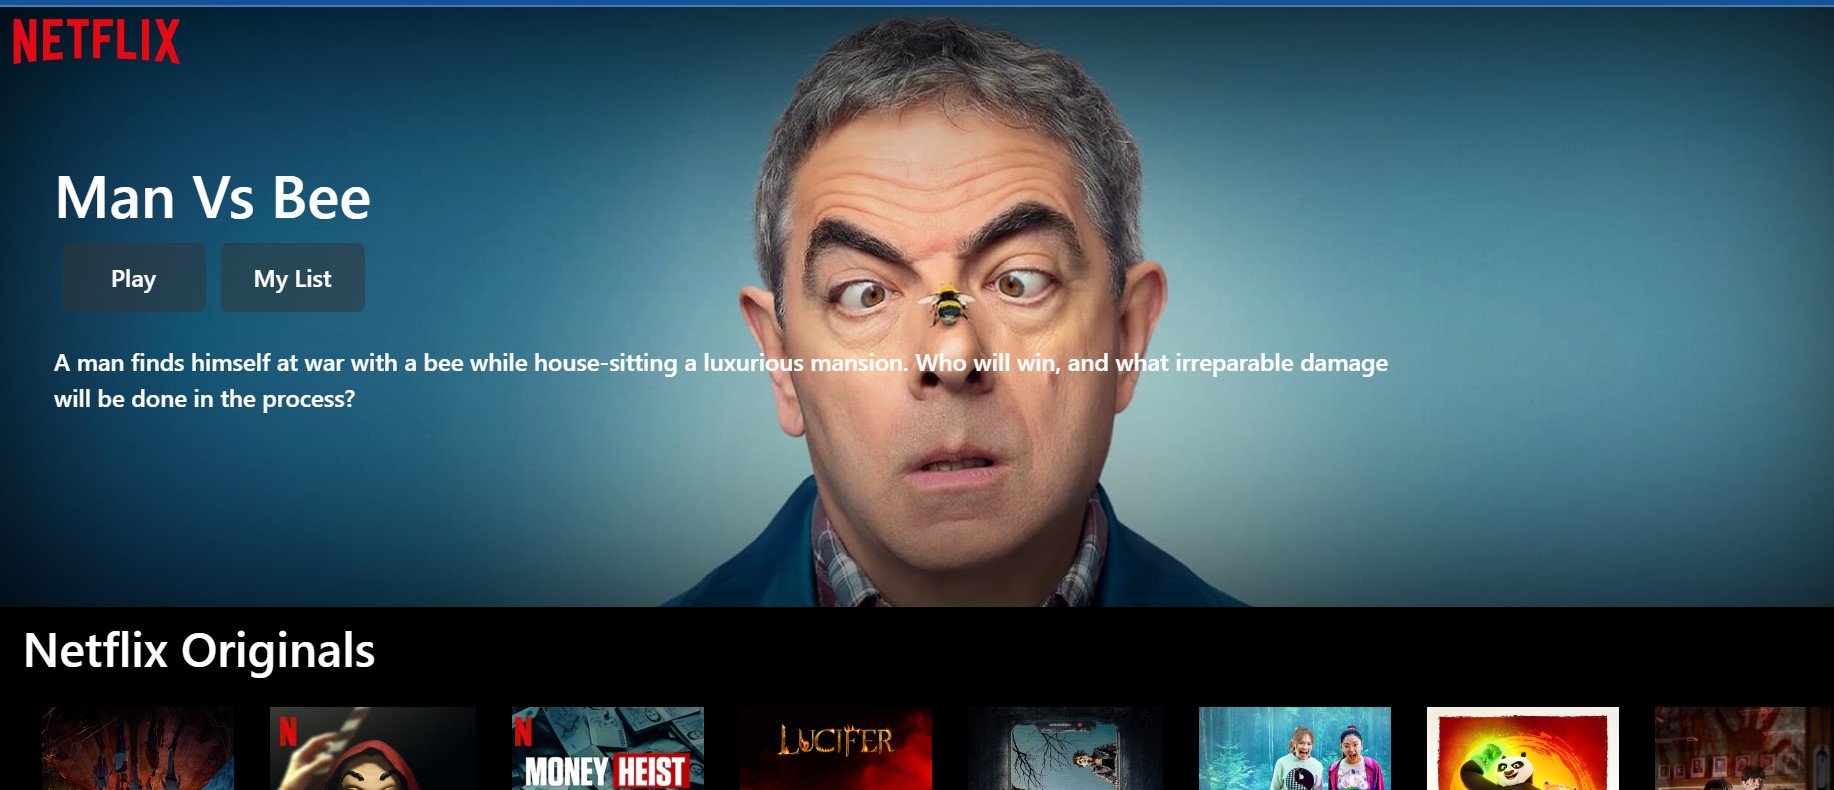 NETFLIX
Man Vs Bee
Play
My List
A man finds himself at war with a bee while house-sitting a luxurious mansion. Who will win, and what irreparable damage
will be done in the process?
Netflix Originals
N
N
MONEY HEIST
LUCIFER